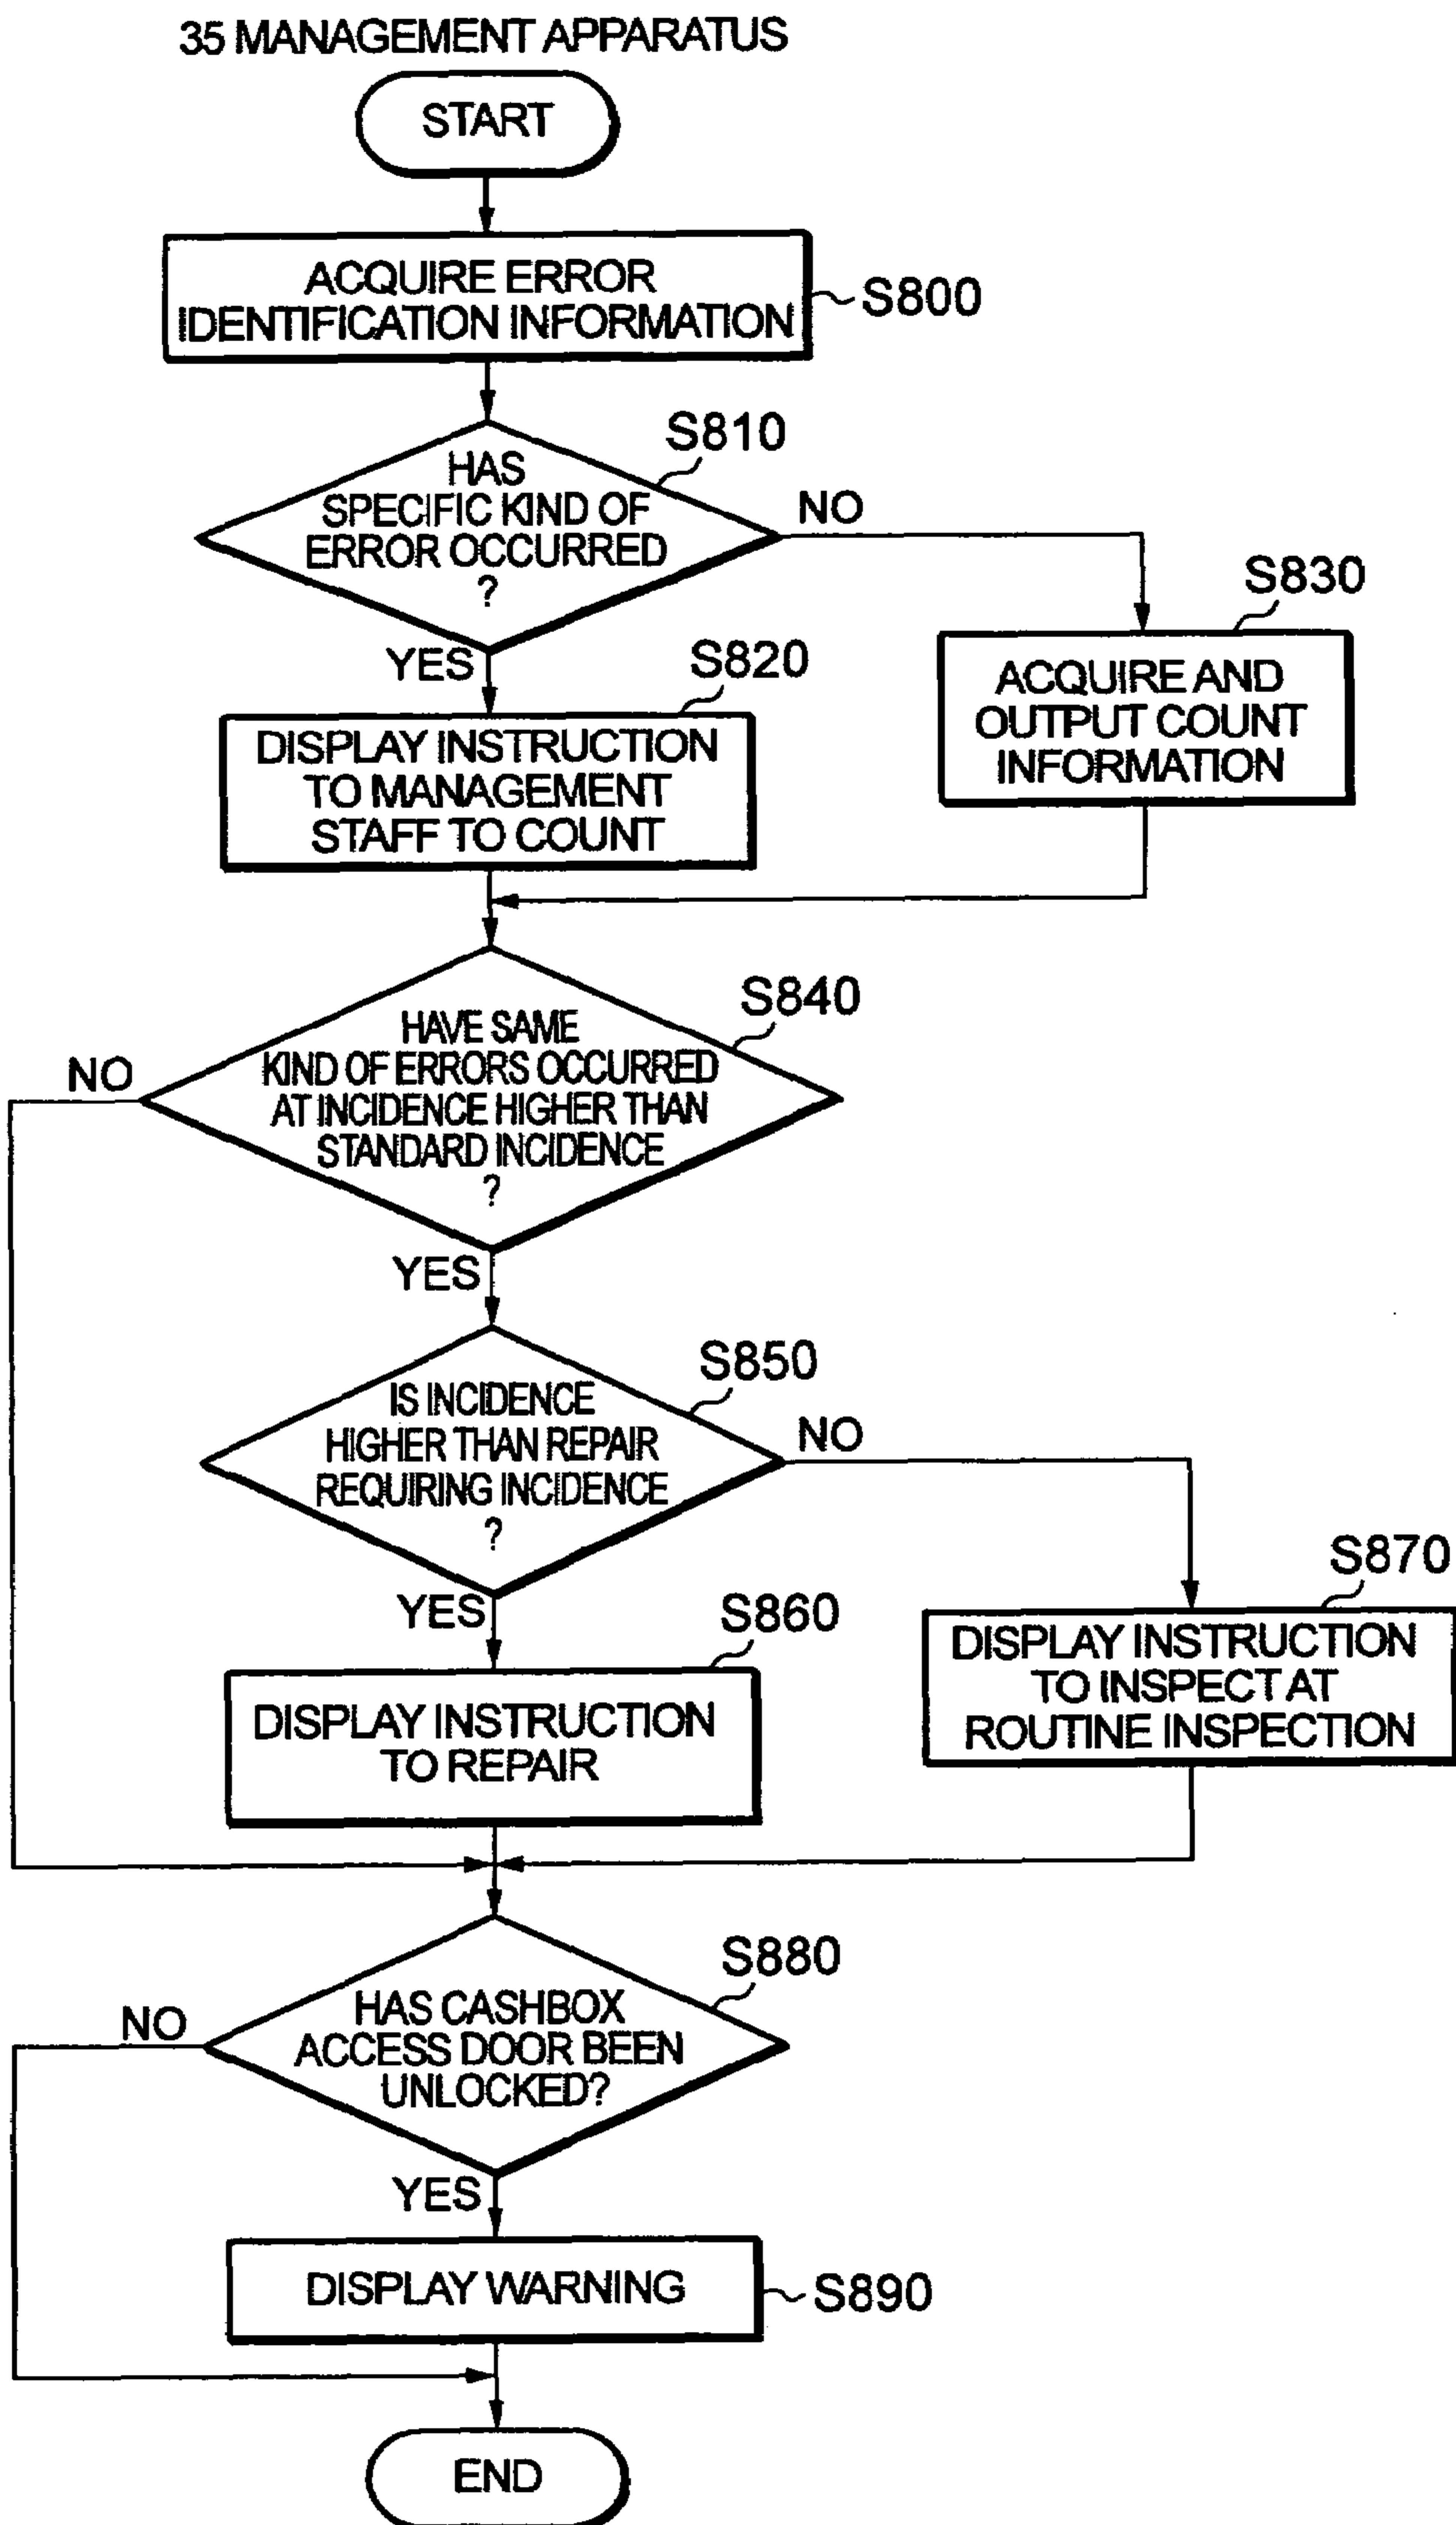 35 MANAGEMENT APPARATUS
START
ACQUIRE ERROR
IDENTIFICATION INFORMATION
S800
S810
HAS
SPECIFIC KIND OF
ERROR OCCURRED
?
NO
YES
S830
ACQUIRE AND
OUTPUT COUNT
INFORMATION
S820
DISPLAY INSTRUCTION
TO MANAGEMENT
STAFF TO COUNT
S840
HAVE SAME
KIND OF ERRORS OCCURRED
AT INCIDENCE HIGHER THAN
STANDARD INCIDENCE
?
NO
YES
S850
IS INCIDENCE
HIGHER THAN REPAIR
REQUIRING INCIDENCE
?
NO
YES
S860
DISPLAY INSTRUCTION
TO REPAIR
S870
DISPLAY INSTRUCTION
TO INSPECT AT
ROUTINE INSPECTION
S880
HAS CASHBOX
ACCESS DOOR BEEN
UNLOCKED?
NO
YES
DISPLAY WARNING
S890
END